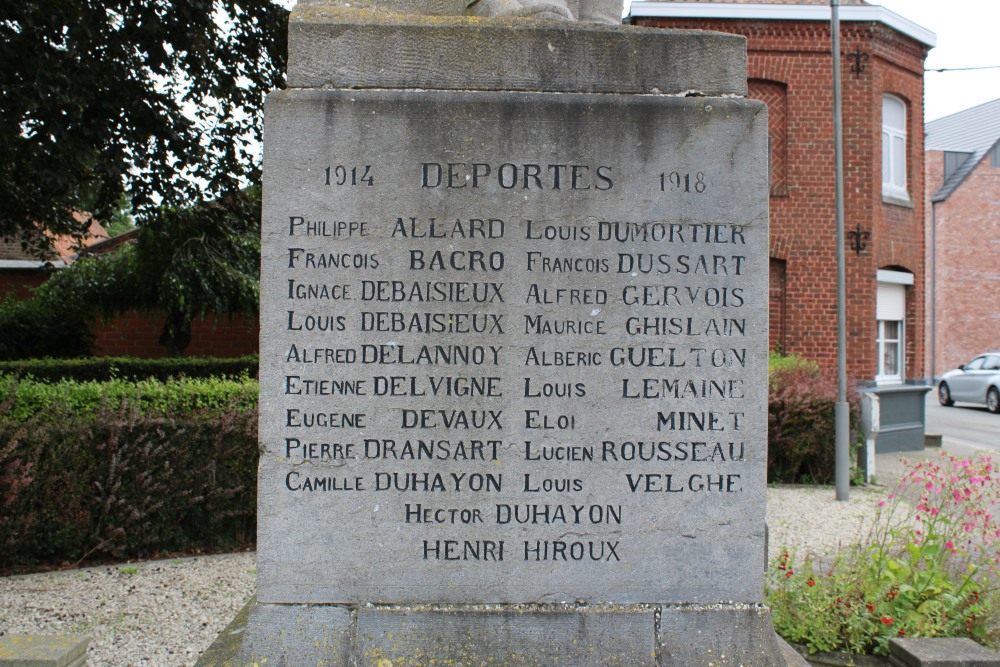 1914 DEPORTES 1918
PHILIPPE ALLARD LOUIS DUMORTIER
FRANCOIS BACRO FRANCOIS DUSSART
IGNACE DEBAISIEUX ALFRED GERVOIS
LOUIS DEBAISIEUX MAURICE GHISLAIN
ALFRED DELANNOY ALBERIC GUELTON
ETIENNE DELVIGNE LOUIS LEMAINE
EUGENE DEVAUX ELOI MINET
PIERRE DRANSART LUCIEN ROUSSEAU
CAMILLE DUHAYON LOUIS VELGHE
HECTOR DUHAYON
HENRI HIROUX